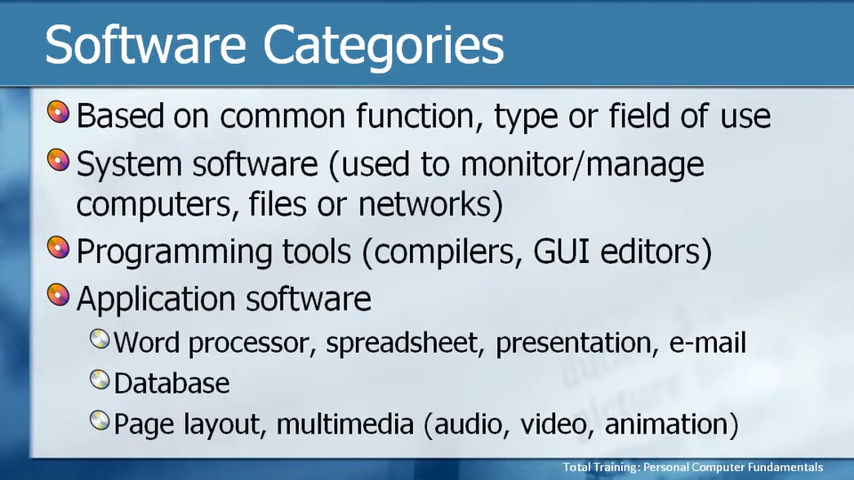 Software Categories
Based on common function, type or field of use
System software (used to monitor/manage
computers, files or networks)
Programming tools (compilers, GUI editors)
Application software
Word processor, spreadsheet, presentation, e-mail
Database
Page layout, multimedia (audio, video, animation)
Total Training: Personal Computer Fundamentals